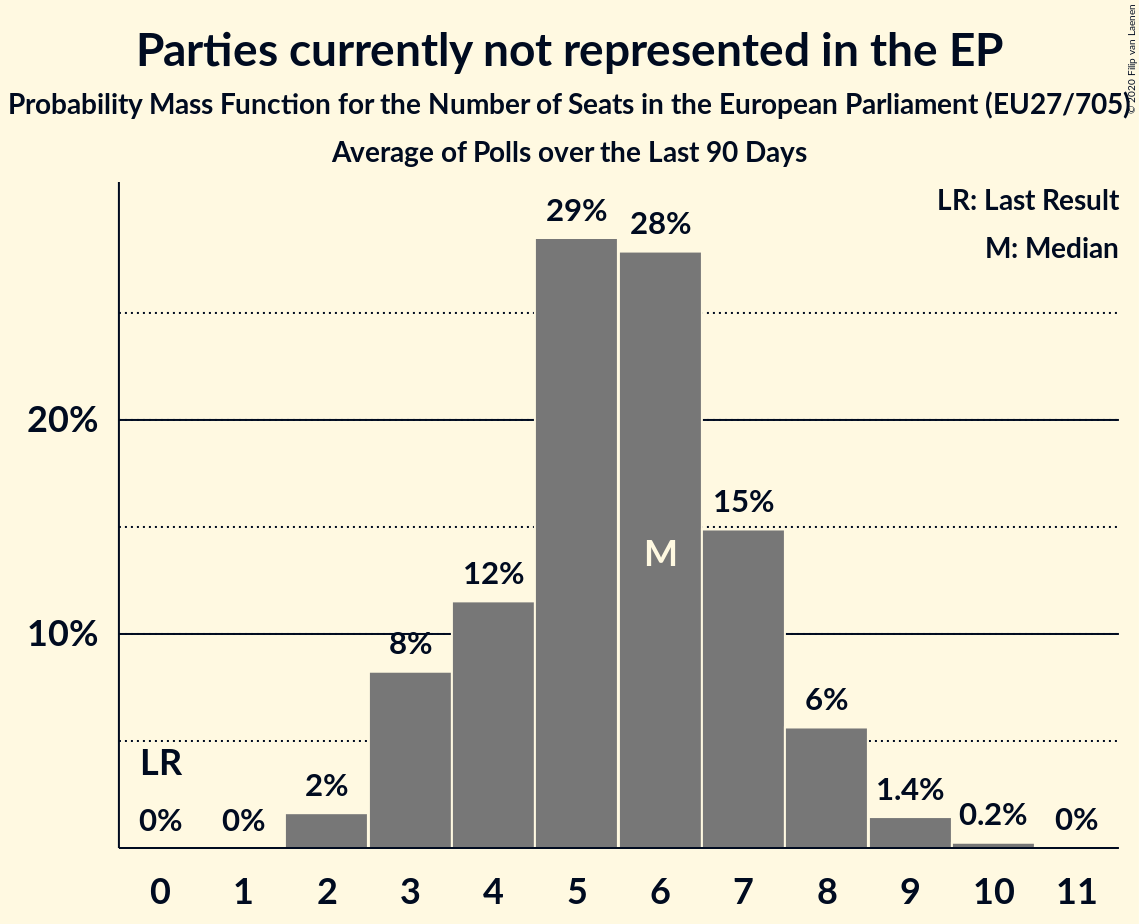 Parties currently not represented in the EP
Probability Mass Function for the Number of Seats in the European Parliament (EU27/705)
Average of Polls over the Last 90 Days
© 2020 Filip van Laenen
LR: Last Result
M: Median
29%
28%
20%
15%
M
12%
10%
8%
6%
LR
2%
1.4%
0.2%
0%
0%
0%
0 1 2 3 4 5 6 7 8 9 10 11